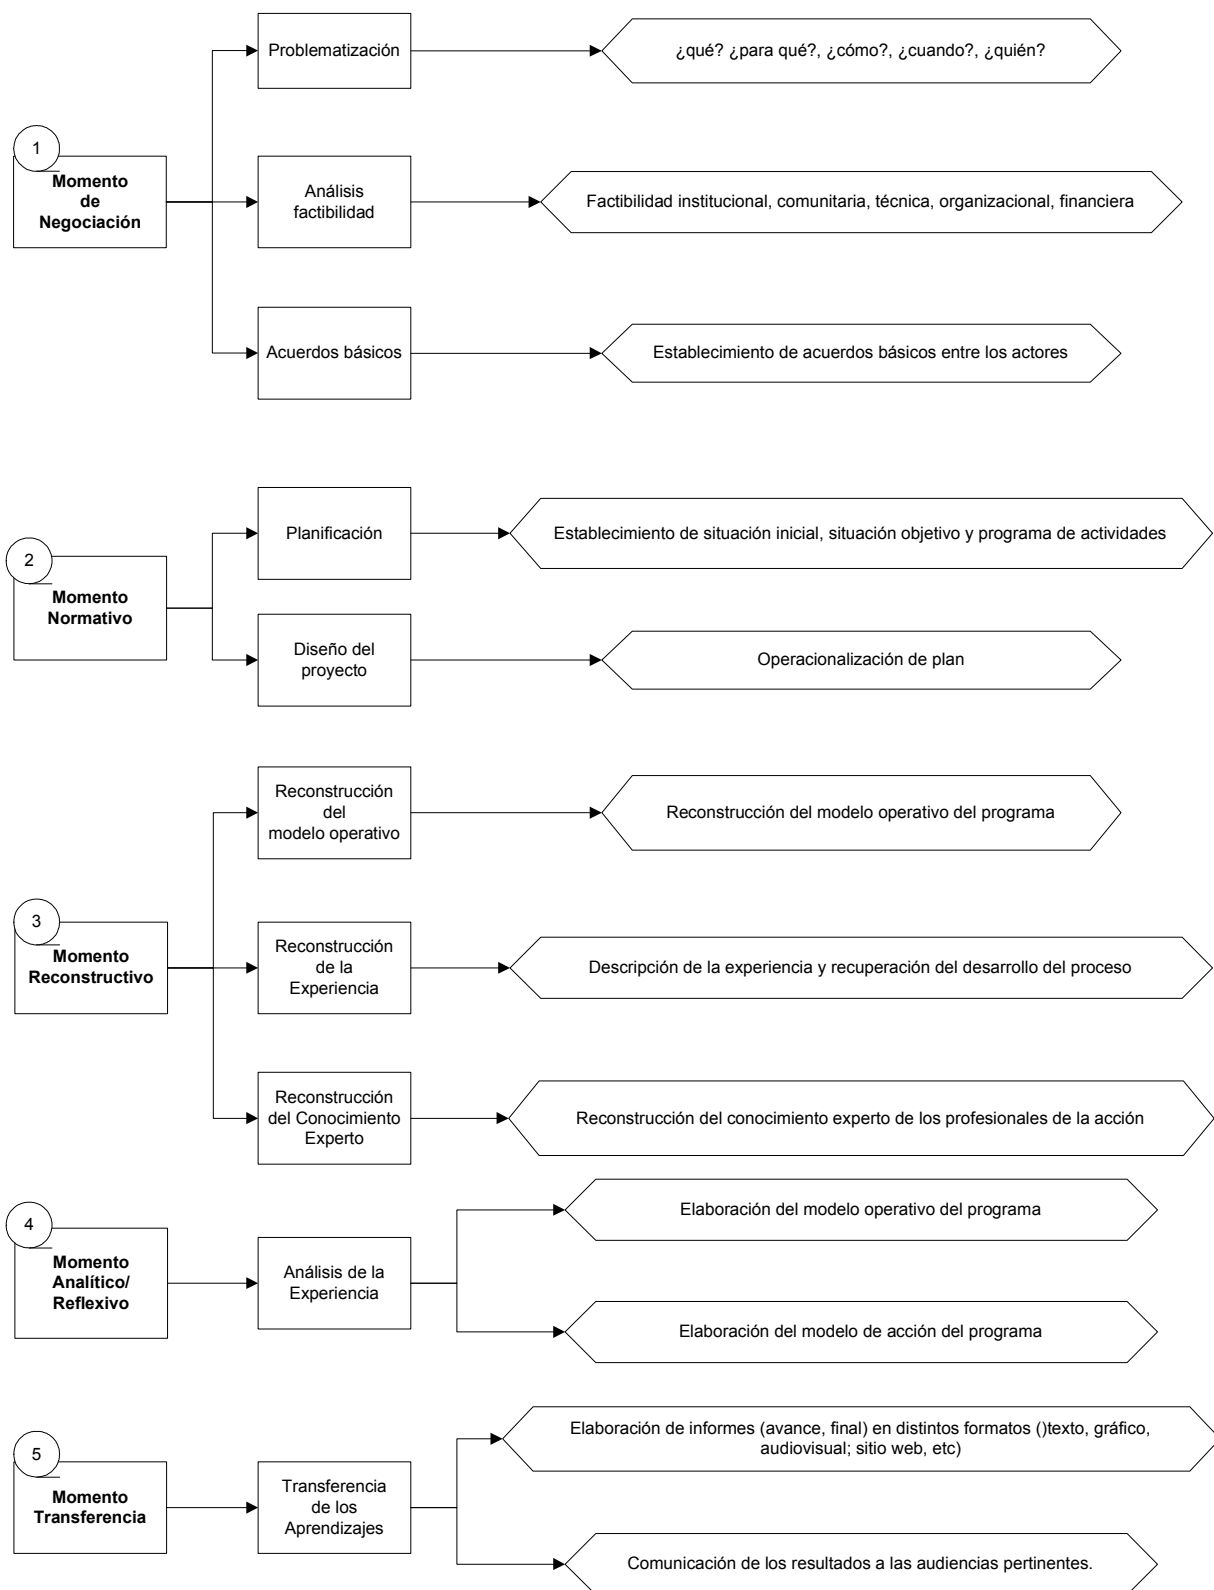 Problematización
¿qué? ¿para qué?, ¿cómo?, ¿cuando?, ¿quién?
1
Momento
de
Negociación
Análisis
factibilidad
Factibilidad institucional, comunitaria, técnica, organizacional, financiera
Acuerdos básicos
Establecimiento de acuerdos básicos entre los actores
2
Momento
Normativo
Planificación
Establecimiento de situación inicial, situación objetivo y programa de actividades
Diseño del
proyecto
Operacionalización de plan
3
Momento
Reconstructivo
Reconstrucción
del
modelo operativo
Reconstrucción del modelo operativo del programa
Reconstrucción
de la
Experiencia
Descripción de la experiencia y recuperación del desarrollo del proceso
Reconstrucción
del Conocimiento
Experto
Reconstrucción del conocimiento experto de los profesionales de la acción
4
Momento
Analítico/
Reflexivo
Análisis de la
Experiencia
Elaboración del modelo operativo del programa
Elaboración del modelo de acción del programa
5
Momento
Transferencia
Transferencia
de los
Aprendizajes
Elaboración de informes (avance, final) en distintos formatos ()texto, gráfico,
audiovisual; sitio web, etc)
Comunicación de los resultados a las audiencias pertinentes.